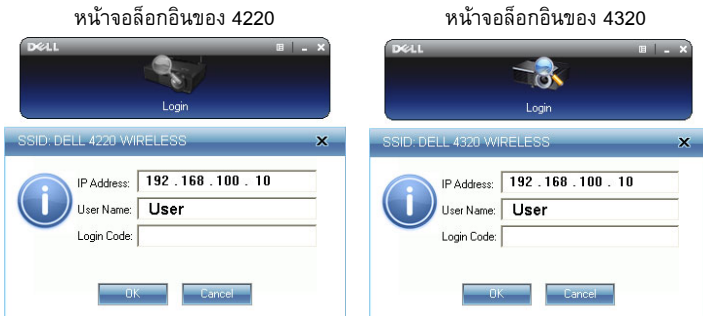 หน้าจอล็อกอินของ 4220
DELL
Login
SSID: DELL 4220 WIRELESS
IP Address: 192 . 168 . 100 . 10
User Name: User
Login Code:
OK Cancel
หน้าจอล็อกอินของ 4320
DELL
Login
SSID: DELL 4320 WIRELESS
IP Address: 192 . 168 . 100 . 10
User Name: User
Login Code:
OK Cancel